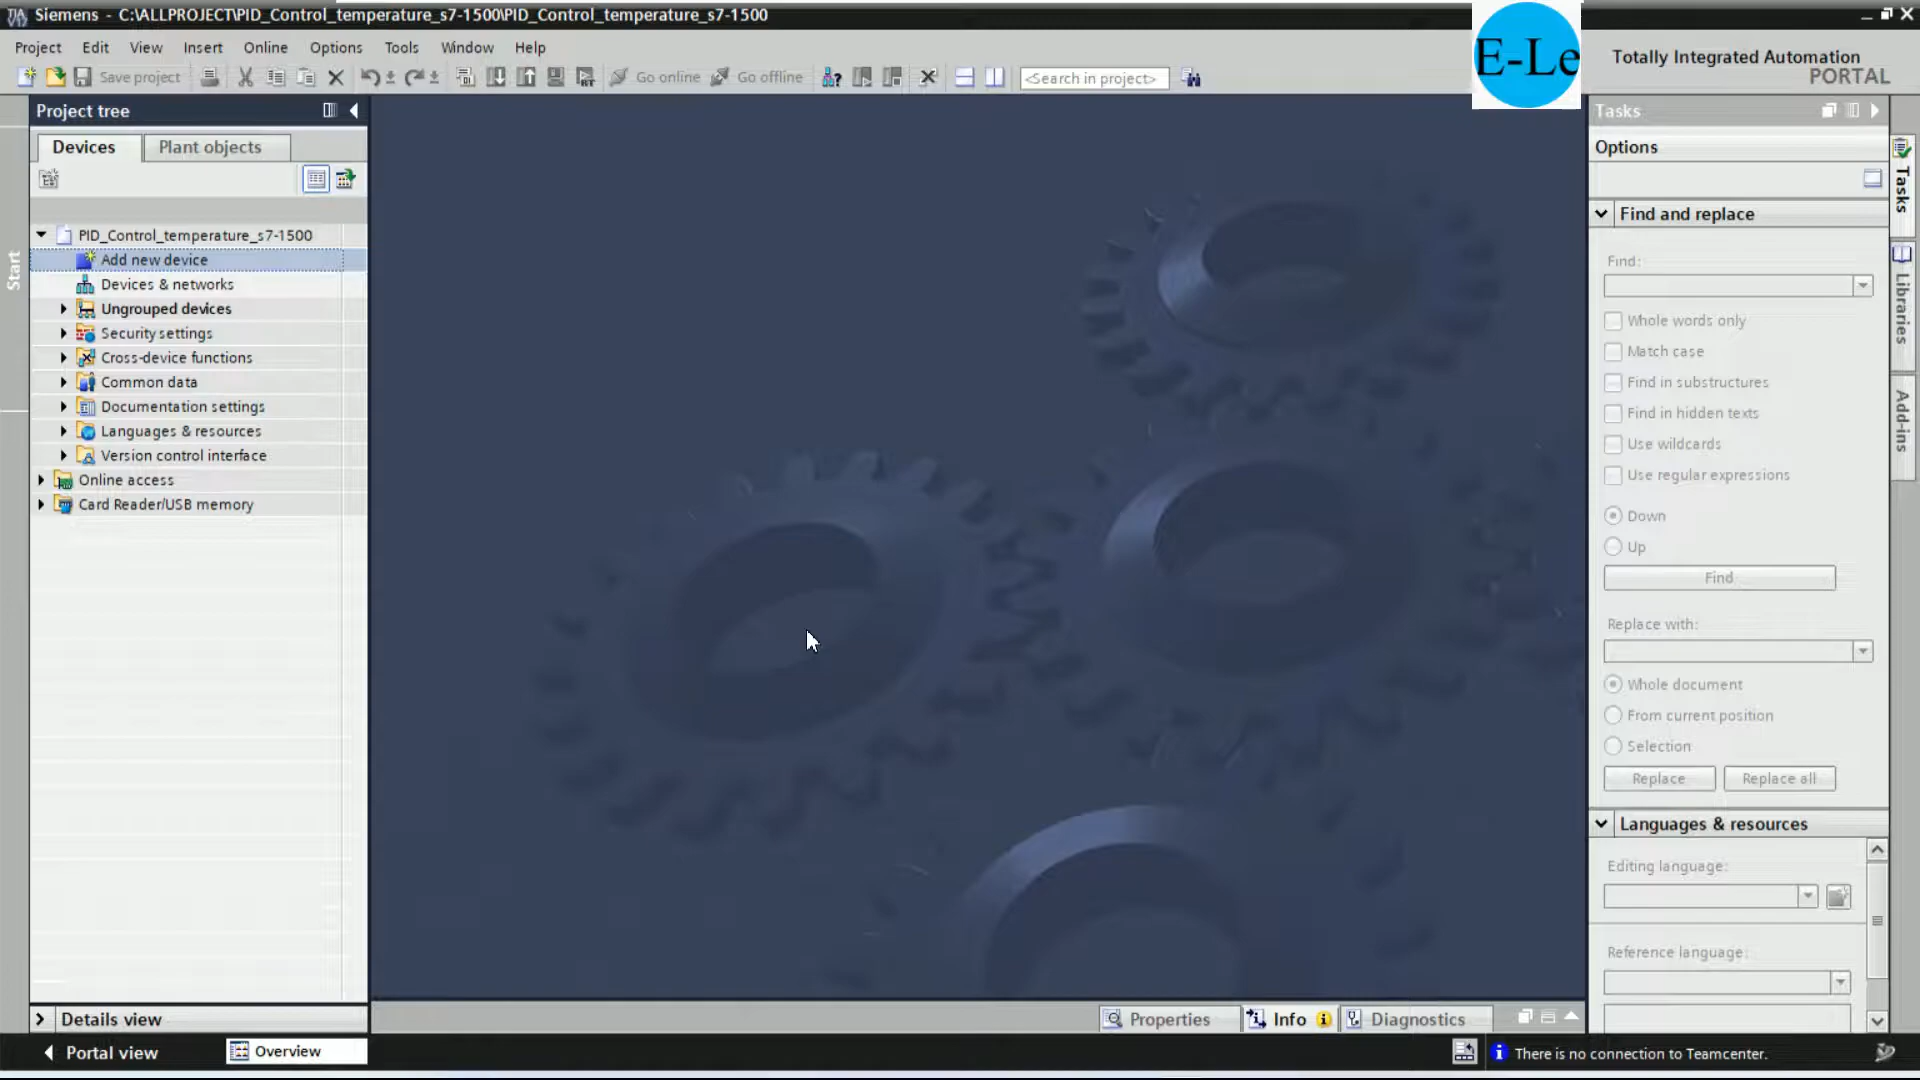 Siemens - C:\ALLPROJECT\PID_Control_temperature_s7-1500\PID_Control_temperature_s7-1500
Project Edit View Insert Online Options Tools Window Help
Save project Go online Go offline <Search in project>
E-Le
Totally Integrated Automation
PORTAL
Project tree
Devices Plant objects
PID_Control_temperature_s7-1500
Add new device
Devices & networks
Ungrouped devices
Security settings
Cross-device functions
Common data
Documentation settings
Languages & resources
Version control interface
Online access
Card Reader/USB memory
Details view
Start
Tasks
Options
Find and replace
Find:
Whole words only
Match case
Find in substructures
Find in hidden texts
Use wildcards
Use regular expressions
Down
Up
Find
Replace with:
Whole document
From current position
Selection
Replace Replace all
Languages & resources
Editing language:
Reference language:
Tasks
Libraries
Add-ins
Properties Info Diagnostics
Portal view Overview There is no connection to Teamcenter.